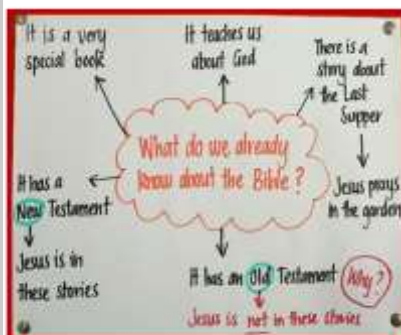 It is a very
special book
It teaches us
about God
There is a
story about
the Last
Supper
What do we already
know about the Bible?
It has a
New Testament
Jesus prays
in the garden
Jesus is in
these stories
It has an Old Testament
Why?
Jesus is not in these stories